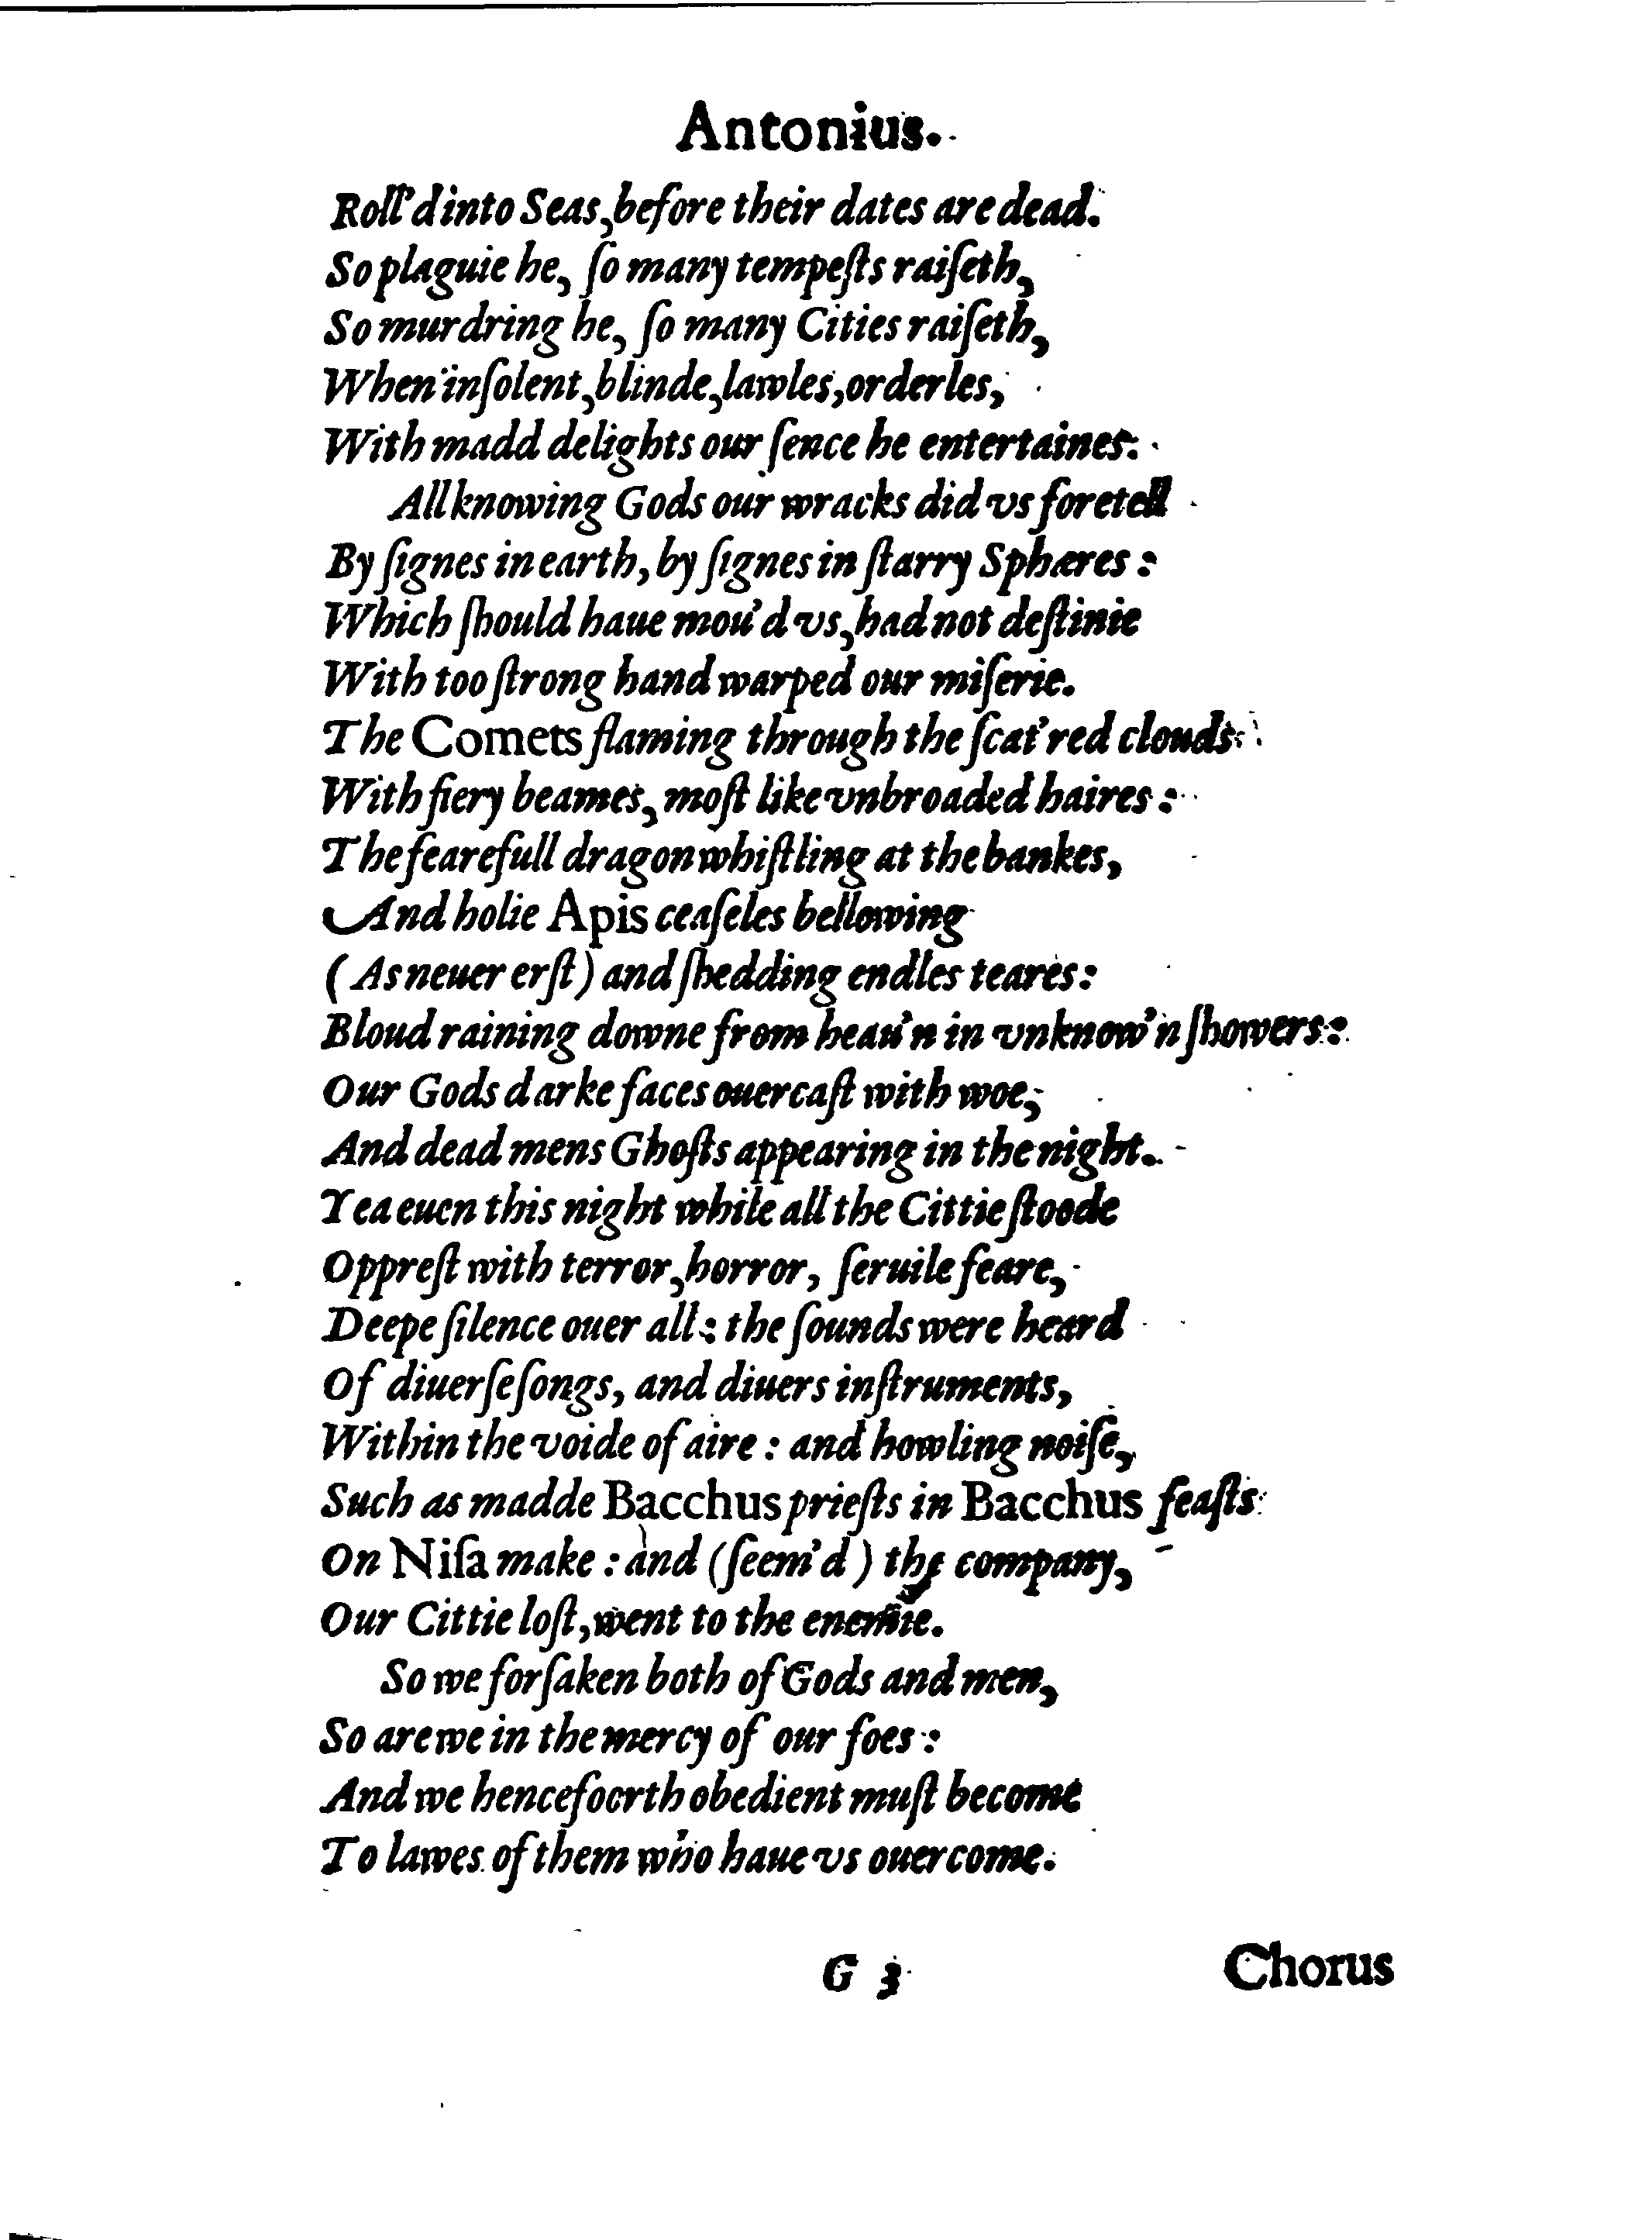 Antonius.
Roll'd into Seas, before their dates are dead.
So plaguie he, ſo many tempeſts raiſeth,
So murdring he, ſo many Cities raiſeth,
When inſolent, blinde, lawles, orderles,
With madd delights our ſence he entertaines.
All knowing Gods our wracks did vs foretell
By ſignes in earth, by ſignes in ſtarry Sphæres:
Which ſhould haue mou'd vs, had not deſtinie
With too ſtrong hand warped our miſerie.
The Comets flaming through the ſcat'red clouds
With fiery beames, moſt like vnbroaded haires:
The fearefull dragon whiſtling at the bankes,
And holie Apis ceaſeles bellowing
(As neuer erſt) and ſhedding endles teares:
Bloud raining downe from heau'n in vnknow'n ſhowers:
Our Gods darke faces ouercaſt with woe,
And dead mens Ghoſts appearing in the night.
Yea euen this night while all the Cittie ſtoode
Oppreſt with terror, horror, ſeruile feare,
Deepe ſilence ouer all: the ſounds were heard
Of diuerſe ſongs, and diuers inſtruments,
Within the voide of aire: and howling noiſe,
Such as madde Bacchus prieſts in Bacchus feaſts
On Niſa make: and (ſeem'd) the company,
Our Cittie loſt, went to the enemie.
So we forſaken both of Gods and men,
So are we in the mercy of our foes:
And we hencefoorth obedient muſt become
To lawes of them who haue vs ouercome.
G 3 Chorus